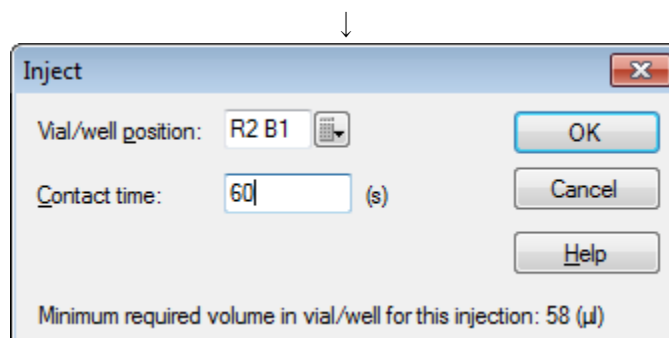 ↓
Inject
Vial/well position: R2 B1 OK
Contact time: 60 (s) Cancel
Help
Minimum required volume in vial/well for this injection: 58 (µl)